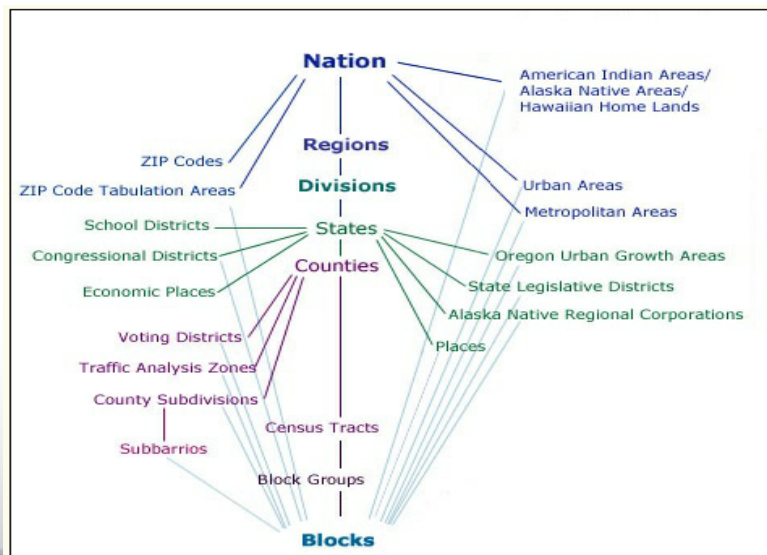 Nation
American Indian Areas/
Alaska Native Areas/
Hawaiian Home Lands
Regions
ZIP Codes
Divisions
ZIP Code Tabulation Areas
Urban Areas
Metropolitan Areas
School Districts
States
Congressional Districts
Oregon Urban Growth Areas
Counties
Economic Places
State Legislative Districts
Alaska Native Regional Corporations
Voting Districts
Places
Traffic Analysis Zones
County Subdivisions
Census Tracts
Subbarrios
Block Groups
Blocks